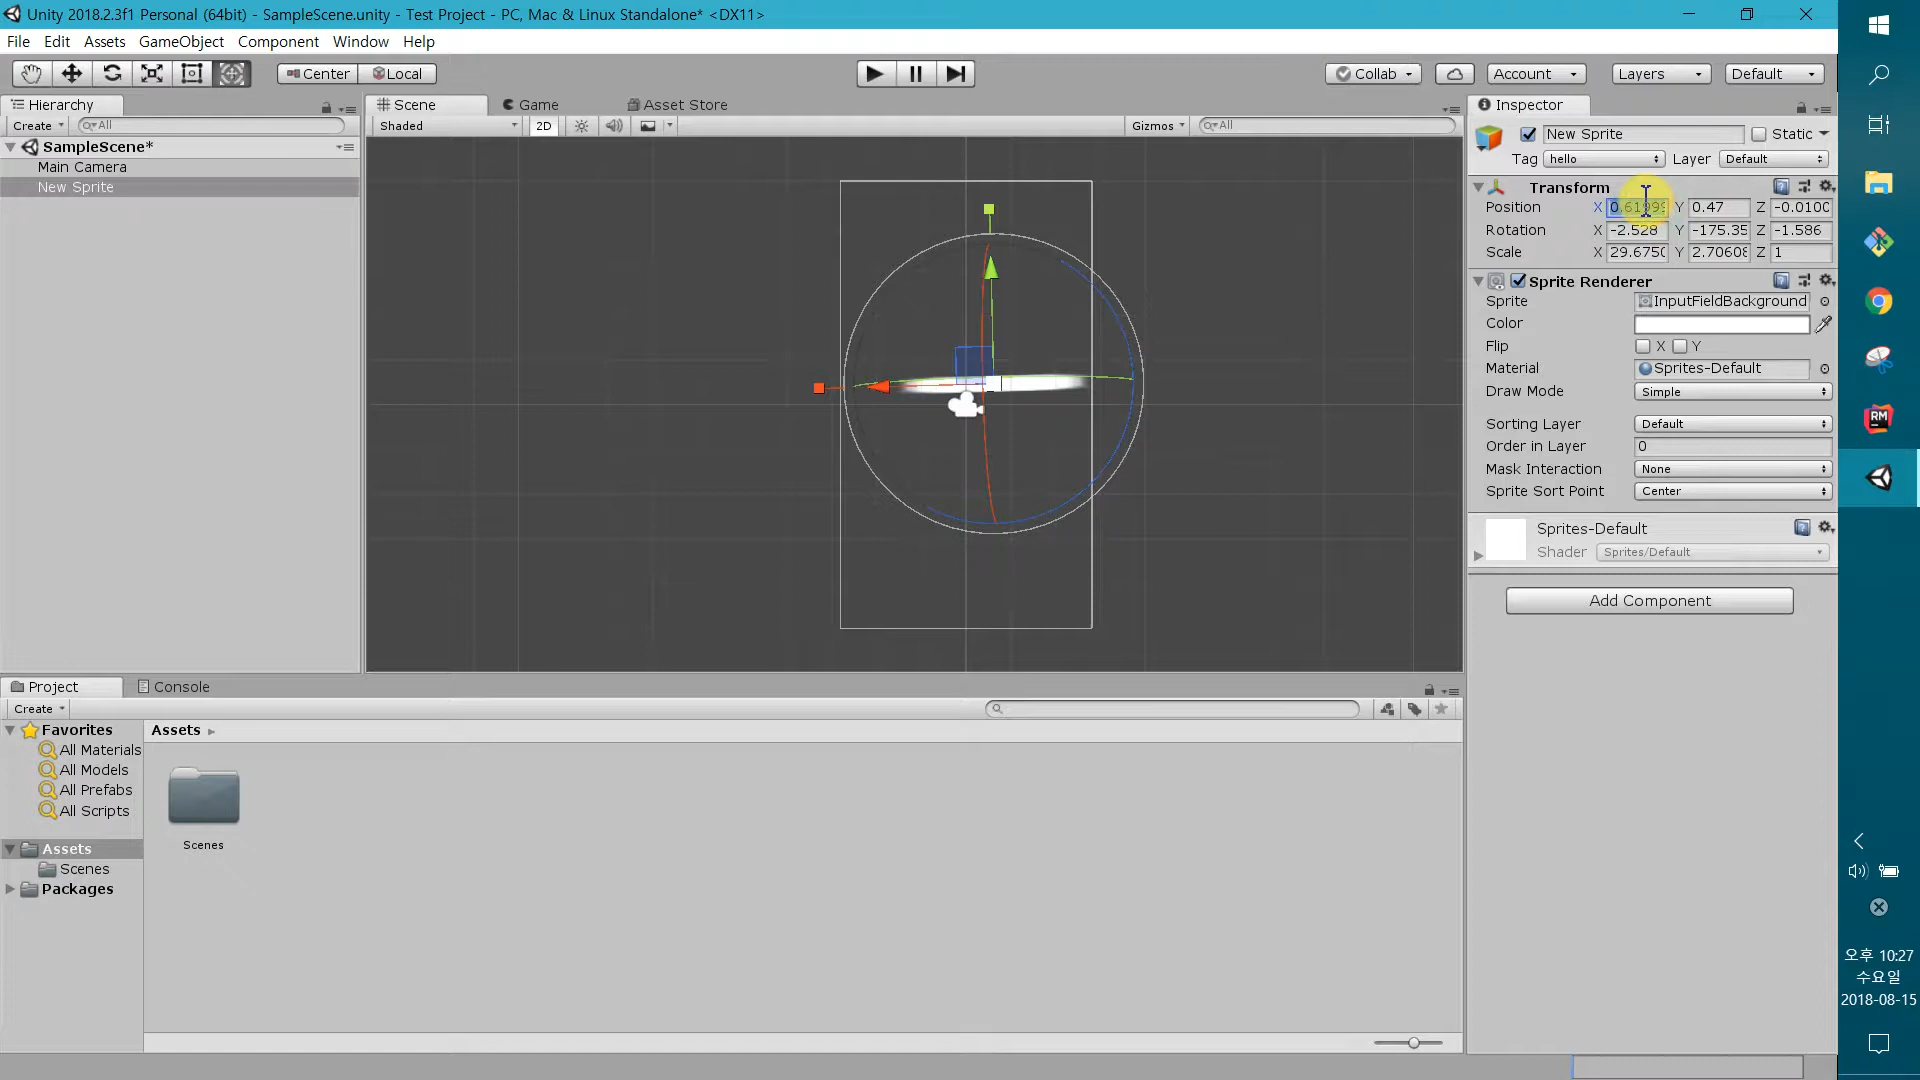 Unity 2018.2.3f1 Personal (64bit) - SampleScene.unity - Test Project - PC, Mac & Linux Standalone* <DX11>
File Edit Assets GameObject Component Window Help
Center Local Collab Account Layers Default
Hierarchy
Create All
SampleScene*
Main Camera
New Sprite
Scene Game Asset Store
Shaded 2D Gizmos All
Inspector
New Sprite Static
Tag hello Layer Default
Transform
Position X 0.61999 Y 0.47 Z -0.0100
Rotation X -2.528 Y -175.35 Z -1.586
Scale X 29.6750 Y 2.70608 Z 1
Sprite Renderer
Sprite InputFieldBackground
Color
Flip X Y
Material Sprites-Default
Draw Mode Simple
Sorting Layer Default
Order in Layer 0
Mask Interaction None
Sprite Sort Point Center
Sprites-Default
Shader Sprites/Default
Add Component
Project Console
Create
Favorites
All Materials
All Models
All Prefabs
All Scripts
Assets
Scenes
Packages
Assets
Scenes
RM
오후 10:27
수요일
2018-08-15